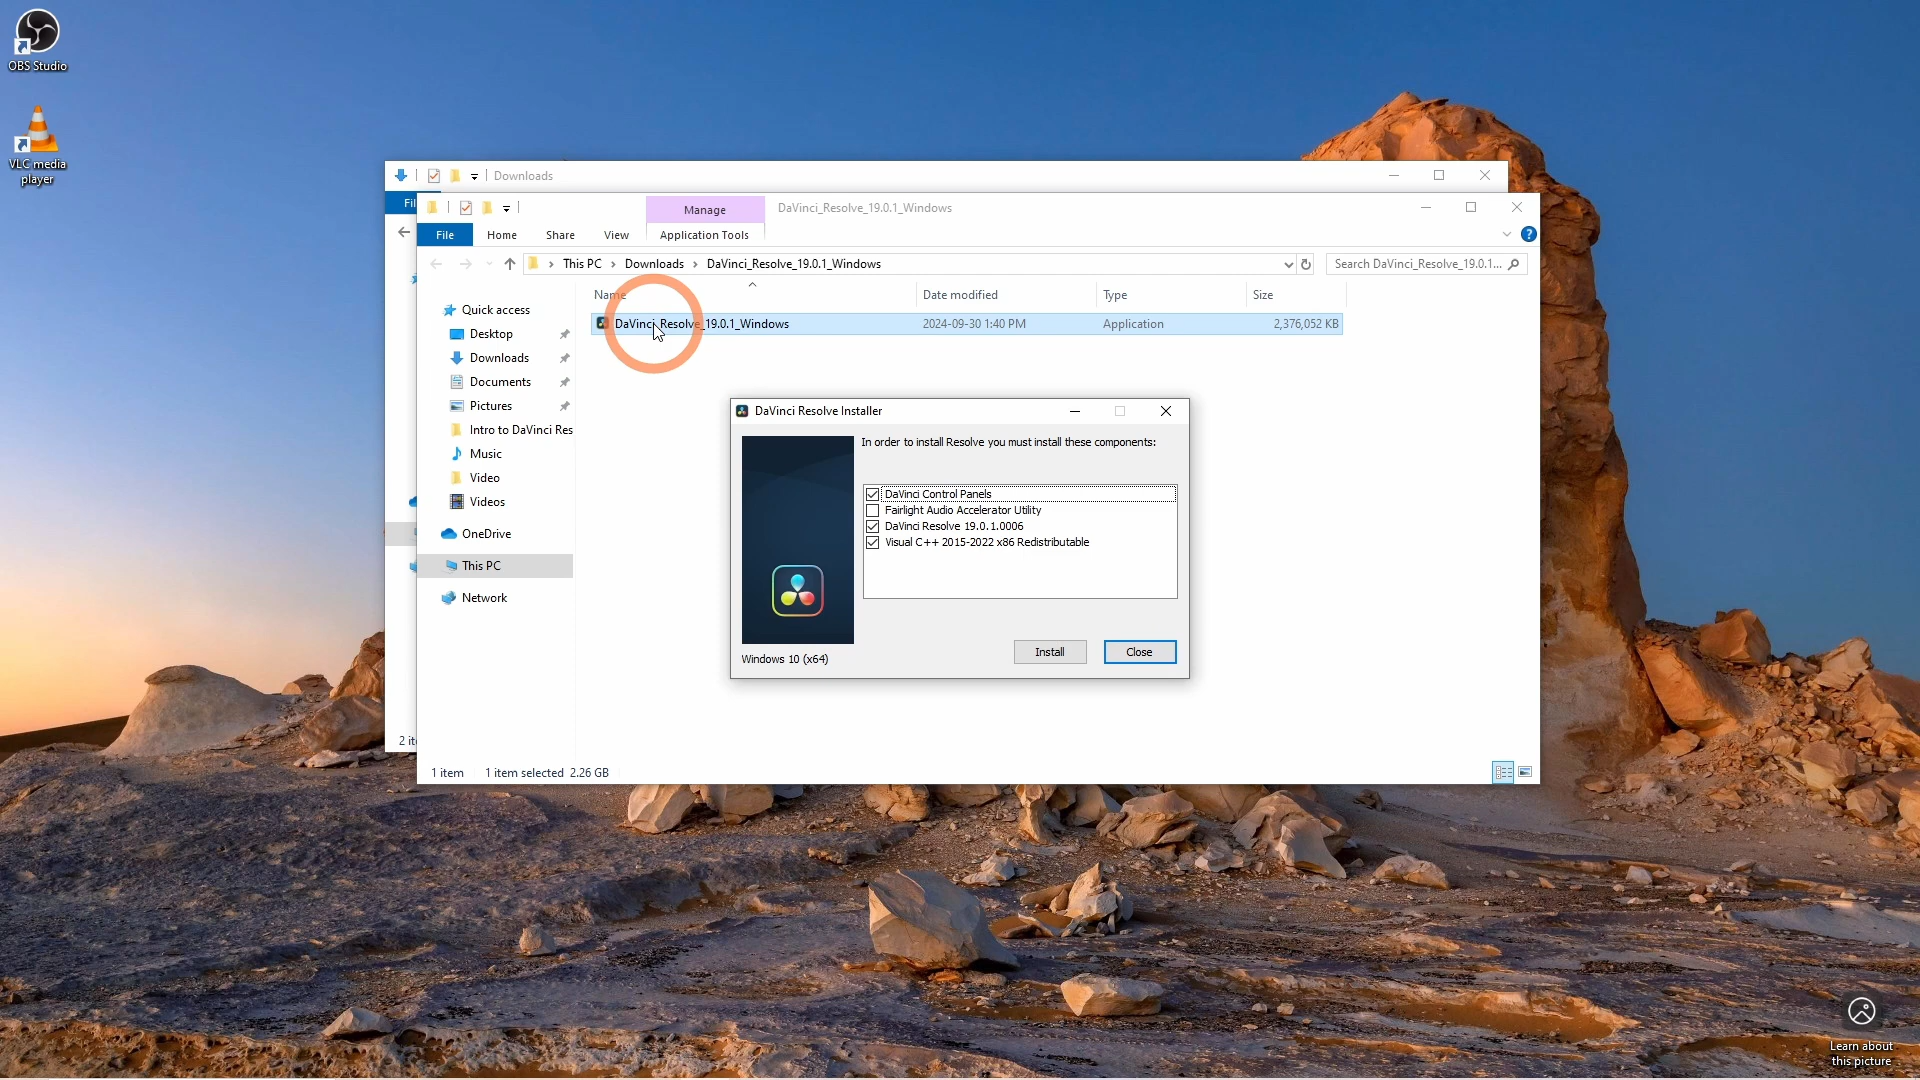 OBS Studio
VLC media
player
Downloads
Fil
Manage
DaVinci_Resolve_19.0.1_Windows
File
Home
Share
View
Application Tools
This PC
Downloads
DaVinci_Resolve_19.0.1_Windows
Search DaVinci_Resolve_19.0.1...
Name
Date modified
Type
Size
DaVinci_Resolve_19.0.1_Windows
2024-09-30 1:40 PM
Application
2,376,052 KB
Quick access
Desktop
Downloads
Documents
Pictures
Intro to DaVinci Res
Music
Video
Videos
OneDrive
This PC
Network
DaVinci Resolve Installer
In order to install Resolve you must install these components:
DaVinci Control Panels
Fairlight Audio Accelerator Utility
DaVinci Resolve 19.0.1.0006
Visual C++ 2015-2022 x86 Redistributable
Windows 10 (x64)
Install
Close
2 it
1 item
1 item selected 2.26 GB
Learn about
this picture